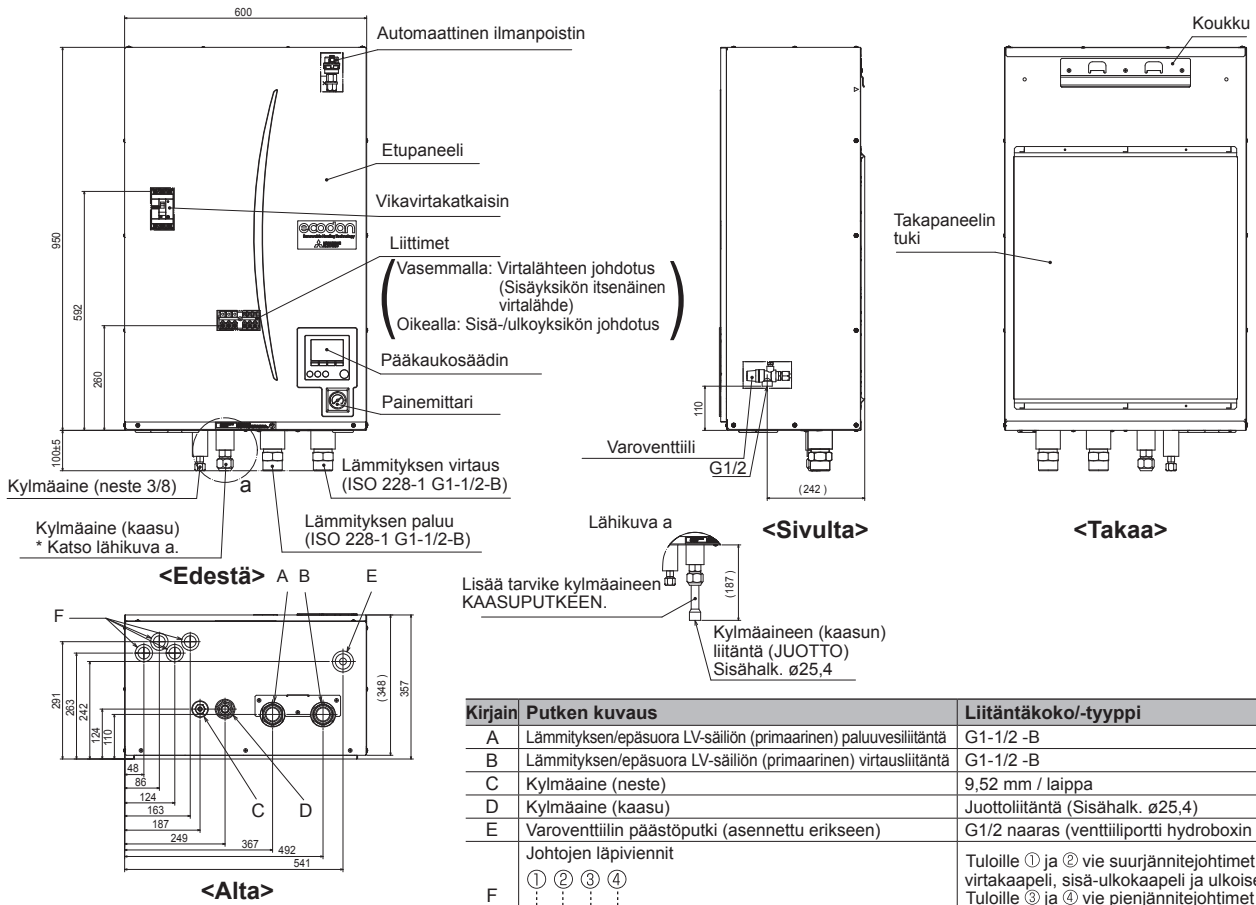 600
Automaattinen ilmanpoistin
Koukku
Etupaneeli
Vikavirtakatkaisin
ecodan
Liittimet
Vasemmalla: Virtalähteen johdotus
(Sisäyksikön itsenäinen
virtalähde)
Oikealla: Sisä-/ulkoyksikön johdotus
Takapaneelin
tuki
950
592
260
Pääkaukosäädin
Painemittari
110
100±5
Varoventtiili
G1/2
(242)
Kylmäaine (neste 3/8)
a
Lämmityksen virtaus
(ISO 228-1 G1-1/2-B)
Kylmäaine (kaasu)
* Katso lähikuva a.
Lämmityksen paluu
(ISO 228-1 G1-1/2-B)
Lähikuva a
<Sivulta>
<Takaa>
<Edestä>
A B E
F
Lisää tarvike kylmäaineen
KAASUPUTKEEN.
(187)
Kylmäaineen (kaasun)
liitäntä (JUOTTO)
Sisähalk. ø25,4
291
263
242
124
110
(348)
357
48
86
124
163
187
249
367
492
541
C D
<Alta>
Kirjain Putken kuvaus Liitäntäkoko/-tyyppi
A Lämmityksen/epäsuora LV-säiliön (primaarinen) paluuvesiliitäntä G1-1/2 -B
B Lämmityksen/epäsuora LV-säiliön (primaarinen) virtausliitäntä G1-1/2 -B
C Kylmäaine (neste) 9,52 mm / laippa
D Kylmäaine (kaasu) Juottoliitäntä (Sisähalk. ø25,4)
E Varoventtiilin päästöputki (asennettu erikseen) G1/2 naaras (venttiiliportti hydroboxin
F Johtojen läpiviennit
① ② ③ ④
Tuloille ① ja ② vie suurjännitejohtimet
virtakaapeli, sisä-ulkokaapeli ja
Tuloille ③ ja ④ vie pienjännitejohtimet